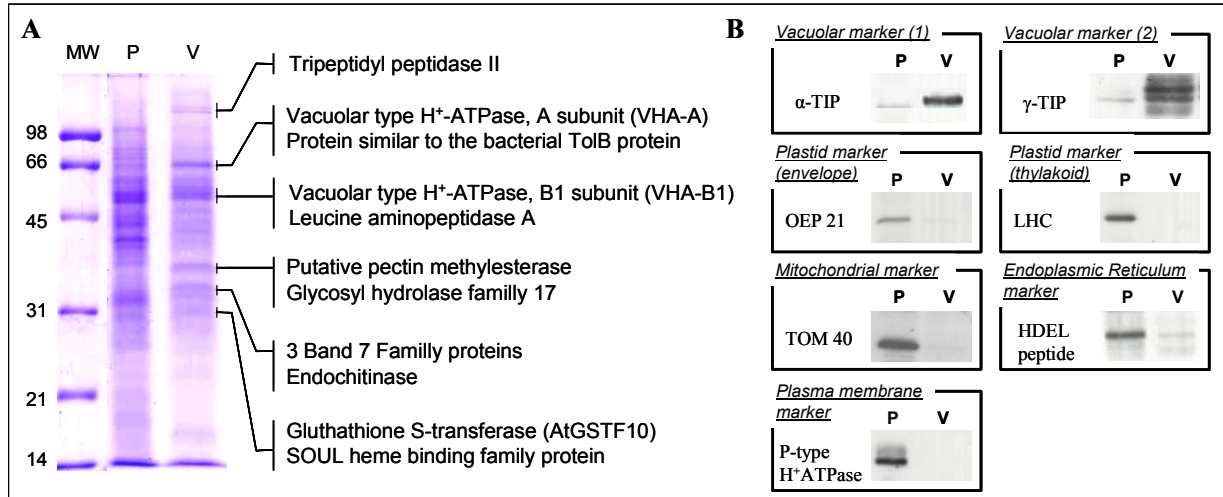 A
MW P V
98
66
45
31
21
14
Tripeptidyl peptidase II
Vacuolar type H⁺-ATPase, A subunit (VHA-A)
Protein similar to the bacterial TolB protein
Vacuolar type H⁺-ATPase, B1 subunit (VHA-B1)
Leucine aminopeptidase A
Putative pectin methylesterase
Glycosyl hydrolase familly 17
3 Band 7 Familly proteins
Endochitinase
Gluthathione S-transferase (AtGSTF10)
SOUL heme binding family protein
B
Vacuolar marker (1)
P V
α-TIP
Vacuolar marker (2)
P V
γ-TIP
Plastid marker
(envelope)
P V
OEP 21
Plastid marker
(thylakoid)
P V
LHC
Mitochondrial marker
P V
TOM 40
Endoplasmic Reticulum
marker
P V
HDEL
peptide
Plasma membrane
marker
P V
P-type
H⁺ATPase